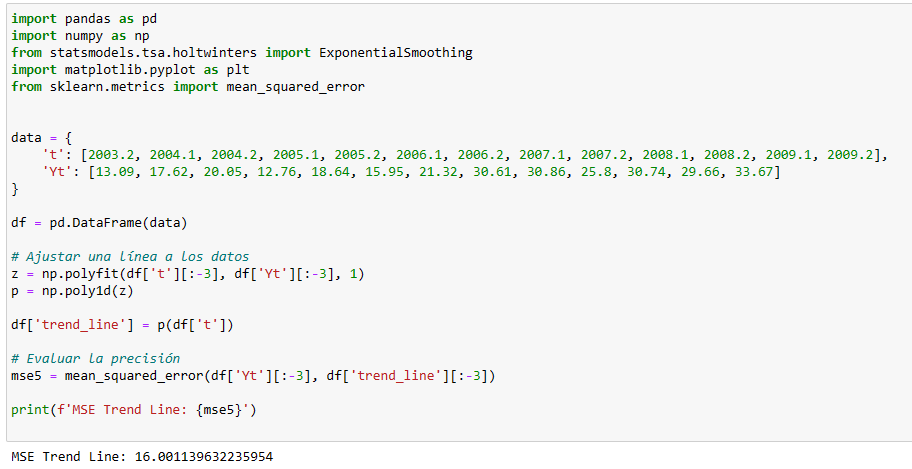 import pandas as pd
import numpy as np
from statsmodels.tsa.holtwinters import ExponentialSmoothing
import matplotlib.pyplot as plt
from sklearn.metrics import mean_squared_error
data = {
    't': [2003.2, 2004.1, 2004.2, 2005.1, 2005.2, 2006.1, 2006.2, 2007.1, 2007.2, 2008.1, 2008.2, 2009.1, 2009.2],
    'Yt': [13.09, 17.62, 20.05, 12.76, 18.64, 15.95, 21.32, 30.61, 30.86, 25.8, 30.74, 29.66, 33.67]
}
df = pd.DataFrame(data)
# Ajustar una línea a los datos
z = np.polyfit(df['t'][:-3], df['Yt'][:-3], 1)
p = np.poly1d(z)
df['trend_line'] = p(df['t'])
# Evaluar la precisión
mse5 = mean_squared_error(df['Yt'][:-3], df['trend_line'][:-3])
print(f'MSE Trend Line: {mse5}')
MSE Trend Line: 16.001139632235954